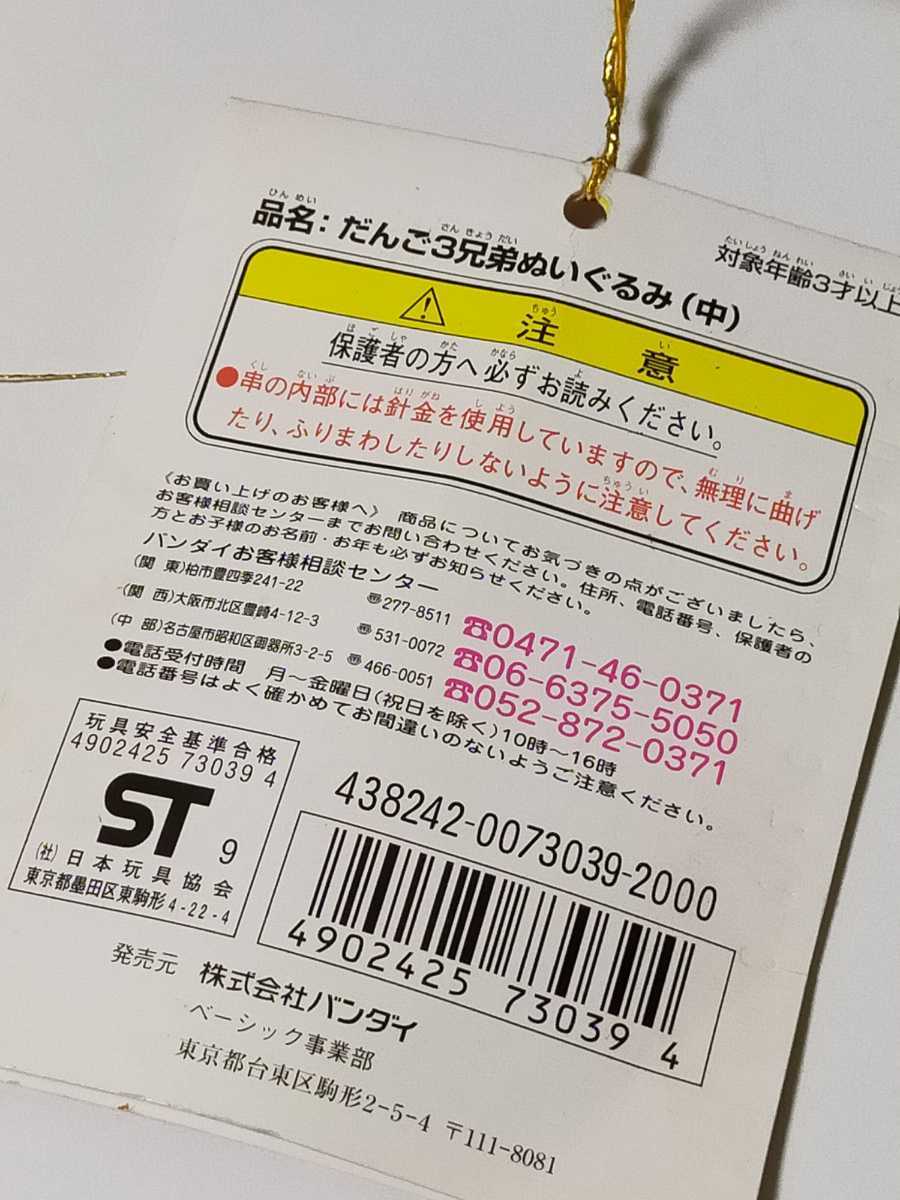 品名：だんご3兄弟ぬいぐるみ(中)
対象年齢3才以上
注意
保護者の方へ必ずお読みください。
●串の内部には針金を使用していますので、無理に曲げ
たり、ふりまわしたりしないように注意してください。
〈お買い上げのお客様へ〉 商品についてお気づきの点がございましたら、
お客様相談センターまでお問い合わせください。住所、電話番号、保護者の
方とお子様のお名前・お年も必ずお知らせください。
バンダイお客様相談センター
(関 東)柏市豊四季241-22 〠277-8511 ☎0471-46-0371
(関 西)大阪市北区豊崎4-12-3 〠531-0072 ☎06-6375-5050
(中 部)名古屋市昭和区御器所3-2-5 〠466-0051 ☎052-872-0371
●電話受付時間 月～金曜日(祝日を除く)10時～16時
●電話番号はよく確かめてお間違いのないようご注意ください。
玩具安全基準合格
4902425 73039 4
ST 9
(社)日本玩具協会
東京都墨田区東駒形4-22-4
438242-0073039-2000
4902425 73039 4
発売元 株式会社バンダイ
ベーシック事業部
東京都台東区駒形2-5-4 〒111-8081